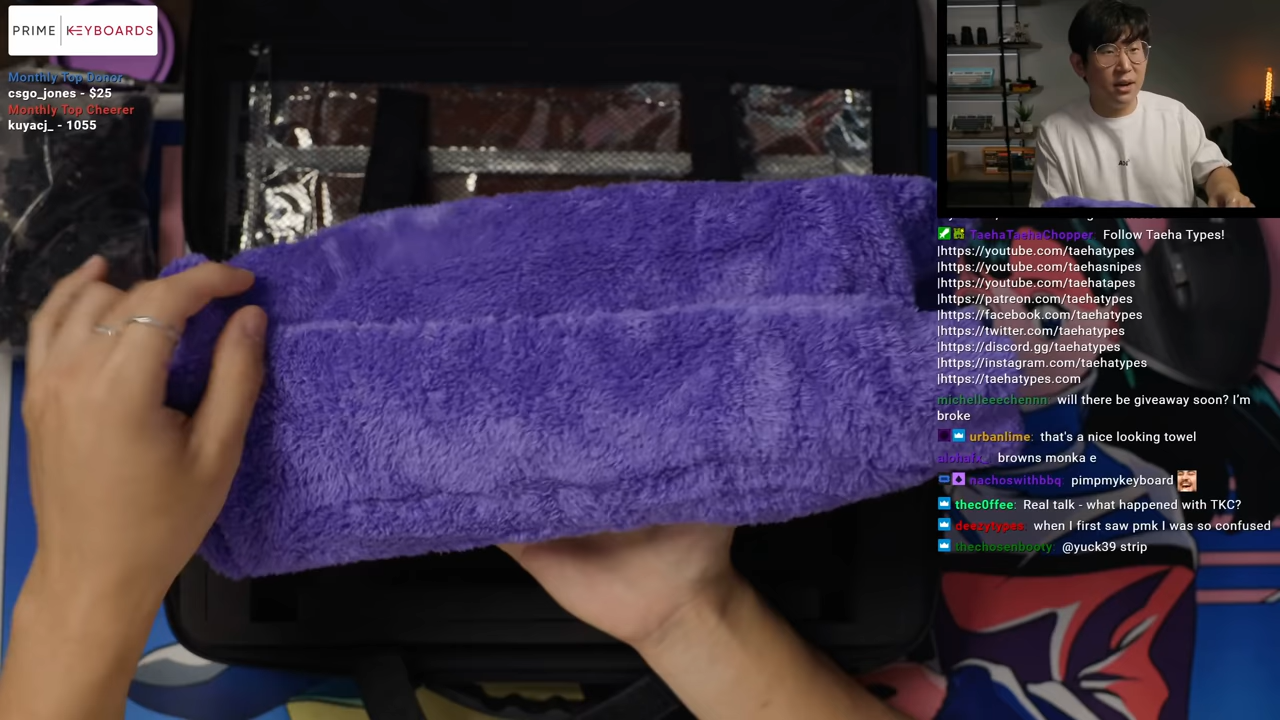 PRIME | KEYBOARDS
Monthly Top Donor
csgo_jones - $25
Monthly Top Cheerer
kuyacj_ - 1055
TaehaTaehaChopper: Follow Taeha Types!
|https://youtube.com/taehatypes
|https://youtube.com/taehasnipes
|https://youtube.com/taehatapes
|https://patreon.com/taehatypes
|https://facebook.com/taehatypes
|https://twitter.com/taehatypes
|https://discord.gg/taehatypes
|https://instagram.com/taehatypes
|https://taehatypes.com
michelleeechennn: will there be giveaway soon? I'm
broke
urbanlime: that's a nice looking towel
browns monka e
nachoswithbbq: pimpmykeyboard
thec0ffee: Real talk - what happened with TKC?
deezytypes: when I first saw pmk I was so confused
thechosenbooty: @yuck39 strip